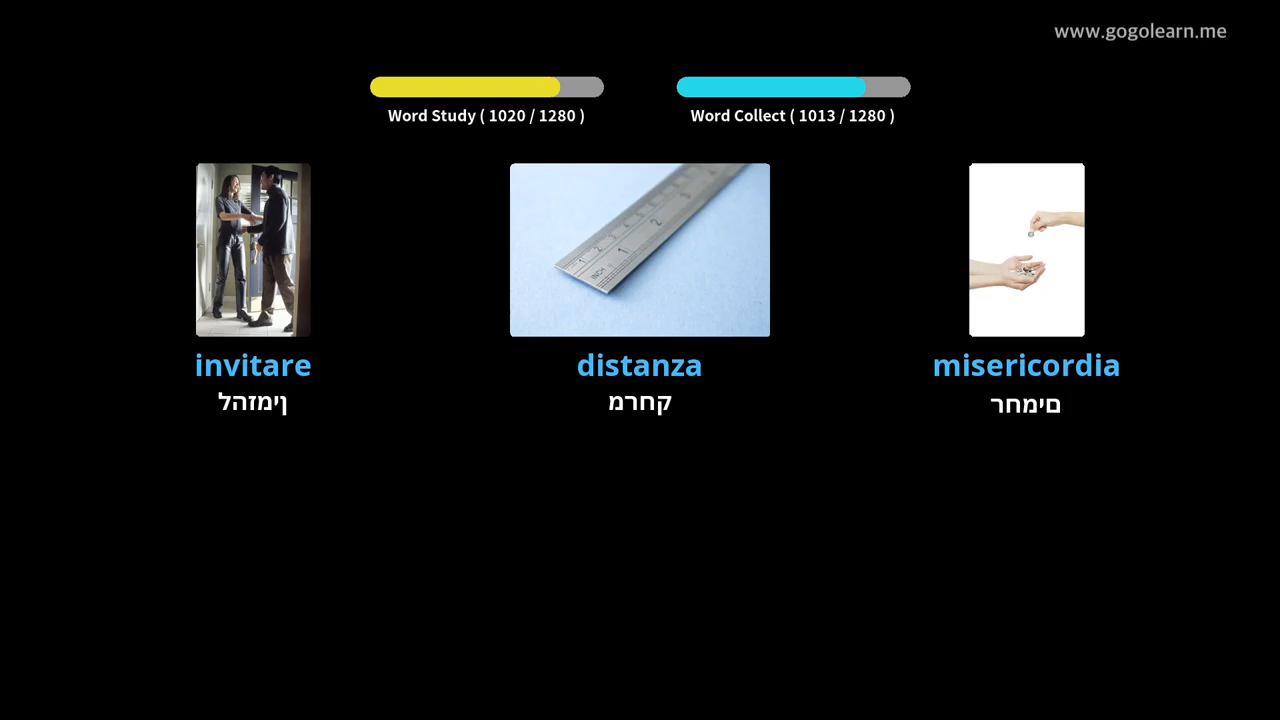 www.gogolearn.me
Word Study ( 1020 / 1280 )
Word Collect ( 1013 / 1280 )
invitare
ןימזהל
distanza
קחרמ
misericordia
םימחר